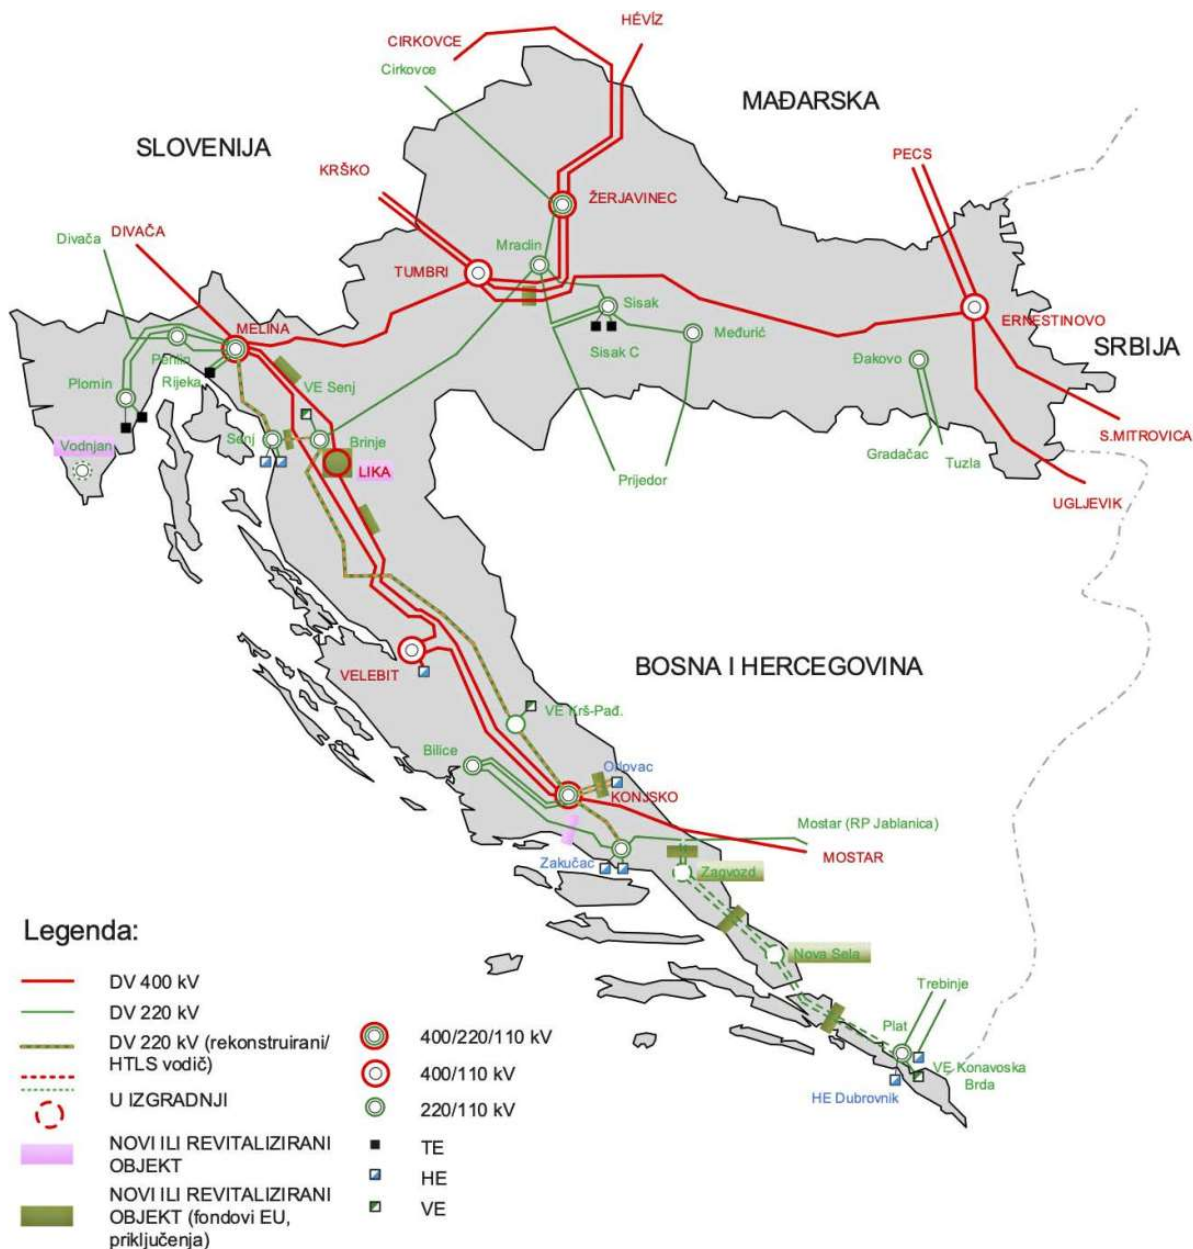 HÉVÍZ
CIRKOVCE
Cirkovce
MAĐARSKA
SLOVENIJA
PECS
KRŠKO
ŽERJAVINEC
DIVAČA
Divača
Mraclin
TUMBRI
Sisak
ERNESTINOVO
MELINA
Međurić
Sisak C
SRBIJA
Pehlin
Đakovo
Rijeka
VE Senj
Plomin
S.MITROVICA
Vodnjan
Senj
Brinje
Gradačac
Tuzla
LIKA
Prijedor
UGLJEVIK
BOSNA I HERCEGOVINA
VELEBIT
VE Krš-Pađ.
Bilice
Orlovac
KONJSKO
Mostar (RP Jablanica)
MOSTAR
Zakučac
Zagvozd
Nova Sela
Trebinje
Plat
VE Konavoska
Brda
HE Dubrovnik
Legenda:
DV 400 kV
DV 220 kV
DV 220 kV (rekonstruirani/
HTLS vodič)
U IZGRADNJI
NOVI ILI REVITALIZIRANI
OBJEKT
NOVI ILI REVITALIZIRANI
OBJEKT (fondovi EU,
priključenja)
400/220/110 kV
400/110 kV
220/110 kV
TE
HE
VE